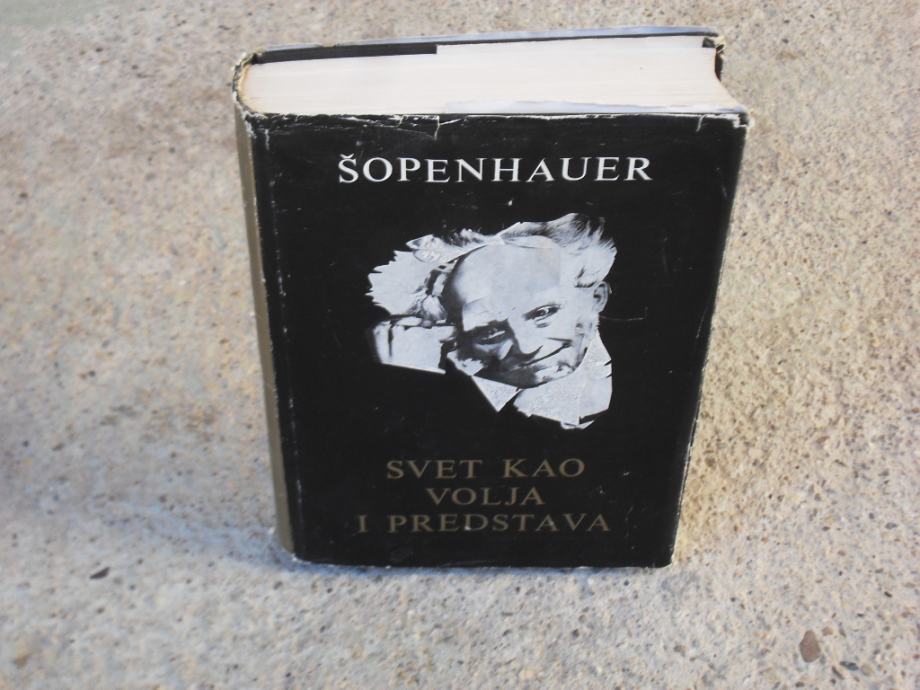 ŠOPENHAUER
SVET KAO
VOLJA
I PREDSTAVA